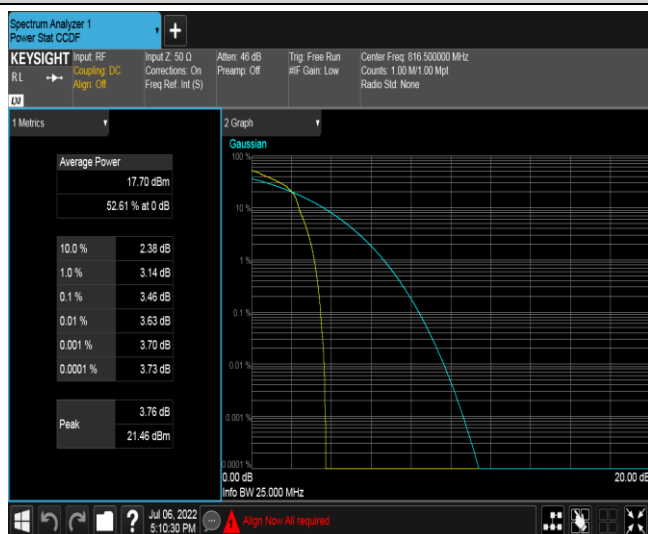 Spectrum Analyzer 1
Power Stat CCDF
+
KEYSIGHT
RL
LXI
Input: RF
Coupling: DC
Align: Off
Input Z: 50 Ω
Corrections: On
Freq Ref: Int (S)
Atten: 46 dB
Preamp: Off
Trig: Free Run
#IF Gain: Low
Center Freq: 816.500000 MHz
Counts: 1.00 M/1.00 Mpt
Radio Std: None
1 Metrics
Average Power
17.70 dBm
52.61 % at 0 dB
10.0 % 2.38 dB
1.0 % 3.14 dB
0.1 % 3.46 dB
0.01 % 3.63 dB
0.001 % 3.70 dB
0.0001 % 3.73 dB
Peak
3.76 dB
21.46 dBm
2 Graph
Gaussian
100 %
10 %
1 %
0.1 %
0.01 %
0.001 %
0.0001 %
0.00 dB 20.00 dB
Info BW 25.000 MHz
?
Jul 06, 2022
5:10:30 PM
Align Now All required